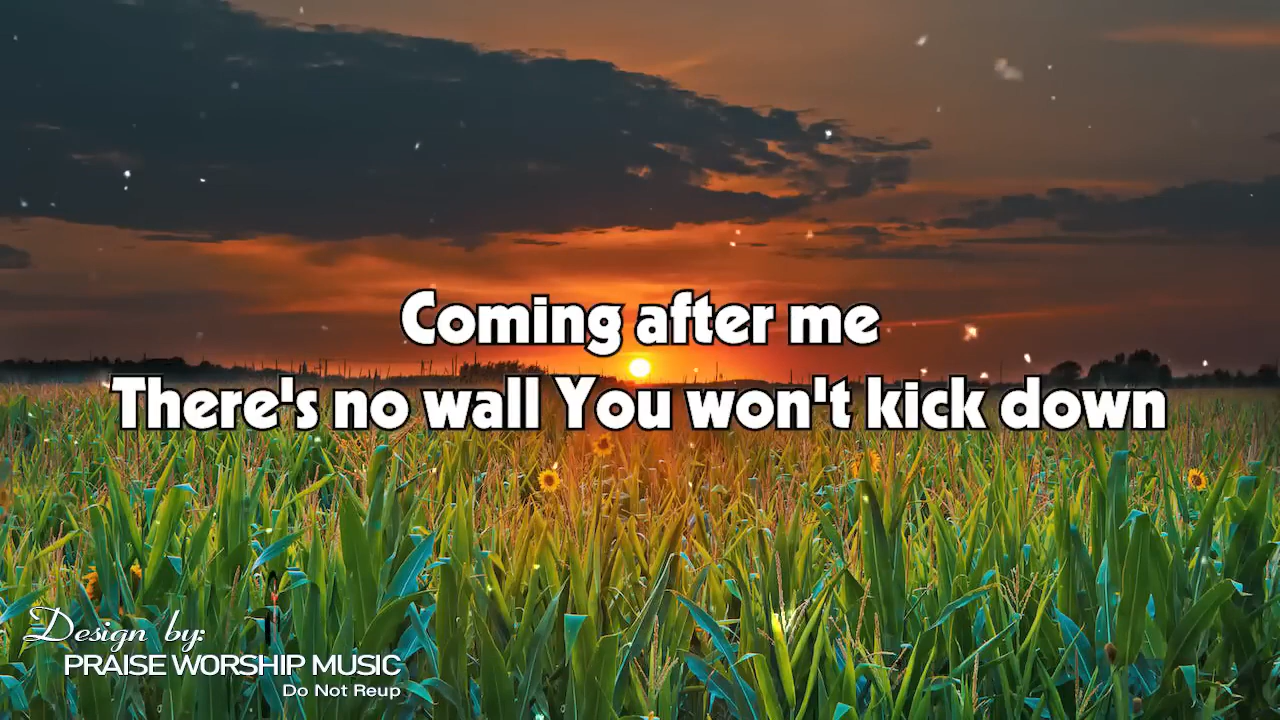 Coming after me
There's no wall You won't kick down
Design by:
PRAISE WORSHIP MUSIC
Do Not Reup